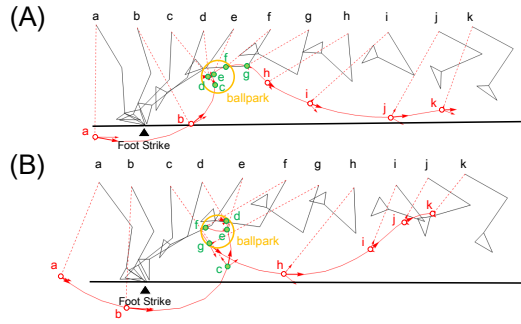 (A)
a b c d e f g h i j k
f
g
h
e
d
c
ballpark
i
k
j
b
a
Foot Strike
(B)
a b c d e f g h i j k
d
f
e
k
j
g
ballpark
i
c
h
a
Foot Strike
b